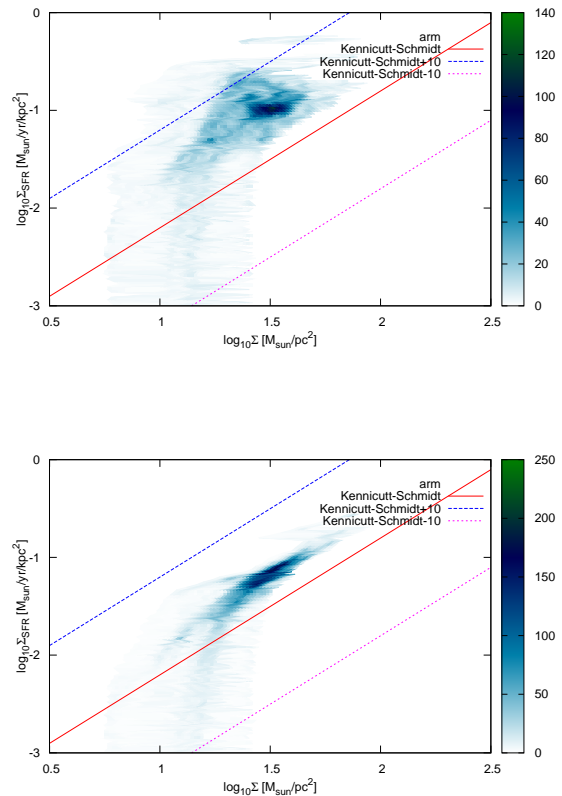 0
-1
-2
-3
0.5
1
1.5
2
2.5
log10Σ [Msun/pc2]
log10ΣSFR [Msun/yr/kpc2]
arm
Kennicutt-Schmidt
Kennicutt-Schmidt+10
Kennicutt-Schmidt-10
140
120
100
80
60
40
20
0
0
-1
-2
-3
0.5
1
1.5
2
2.5
log10Σ [Msun/pc2]
log10ΣSFR [Msun/yr/kpc2]
arm
Kennicutt-Schmidt
Kennicutt-Schmidt+10
Kennicutt-Schmidt-10
250
200
150
100
50
0